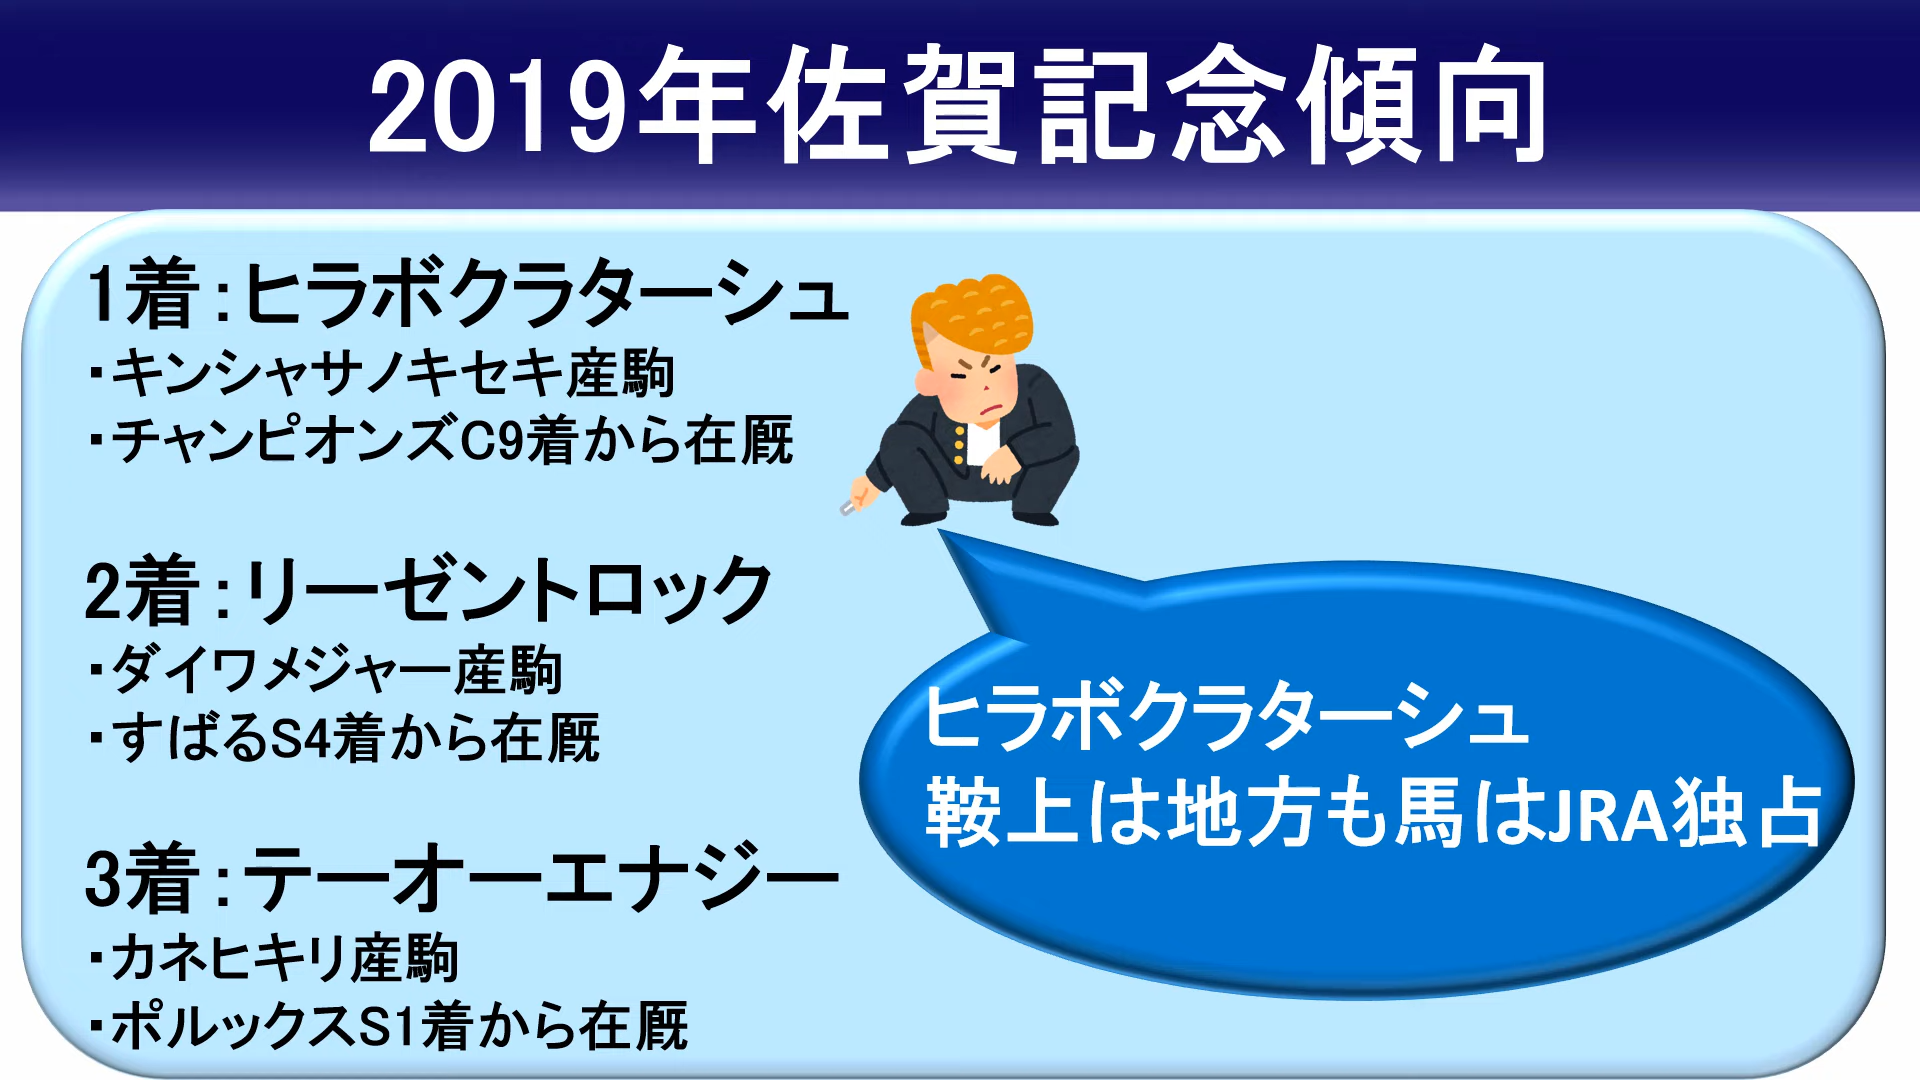 2019年佐賀記念傾向
1着：ヒラボクラターシュ
・キンシャサノキセキ産駒
・チャンピオンズC9着から在厩
2着：リーゼントロック
・ダイワメジャー産駒
・すばるS4着から在厩
3着：テーオーエナジー
・カネヒキリ産駒
・ポルックスS1着から在厩
ヒラボクラターシュ
鞍上は地方も馬はJRA独占